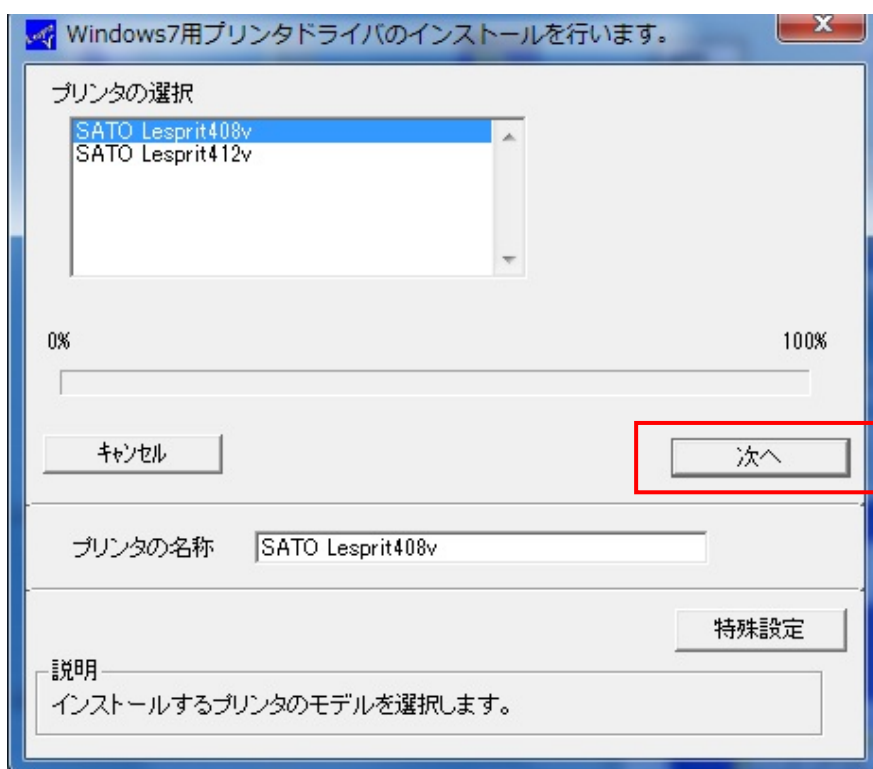 Windows7用プリンタドライバのインストールを行います。
プリンタの選択
SATO Lesprit408v
SATO Lesprit412v
0%
100%
キャンセル
次へ
プリンタの名称
SATO Lesprit408v
特殊設定
説明
インストールするプリンタのモデルを選択します。